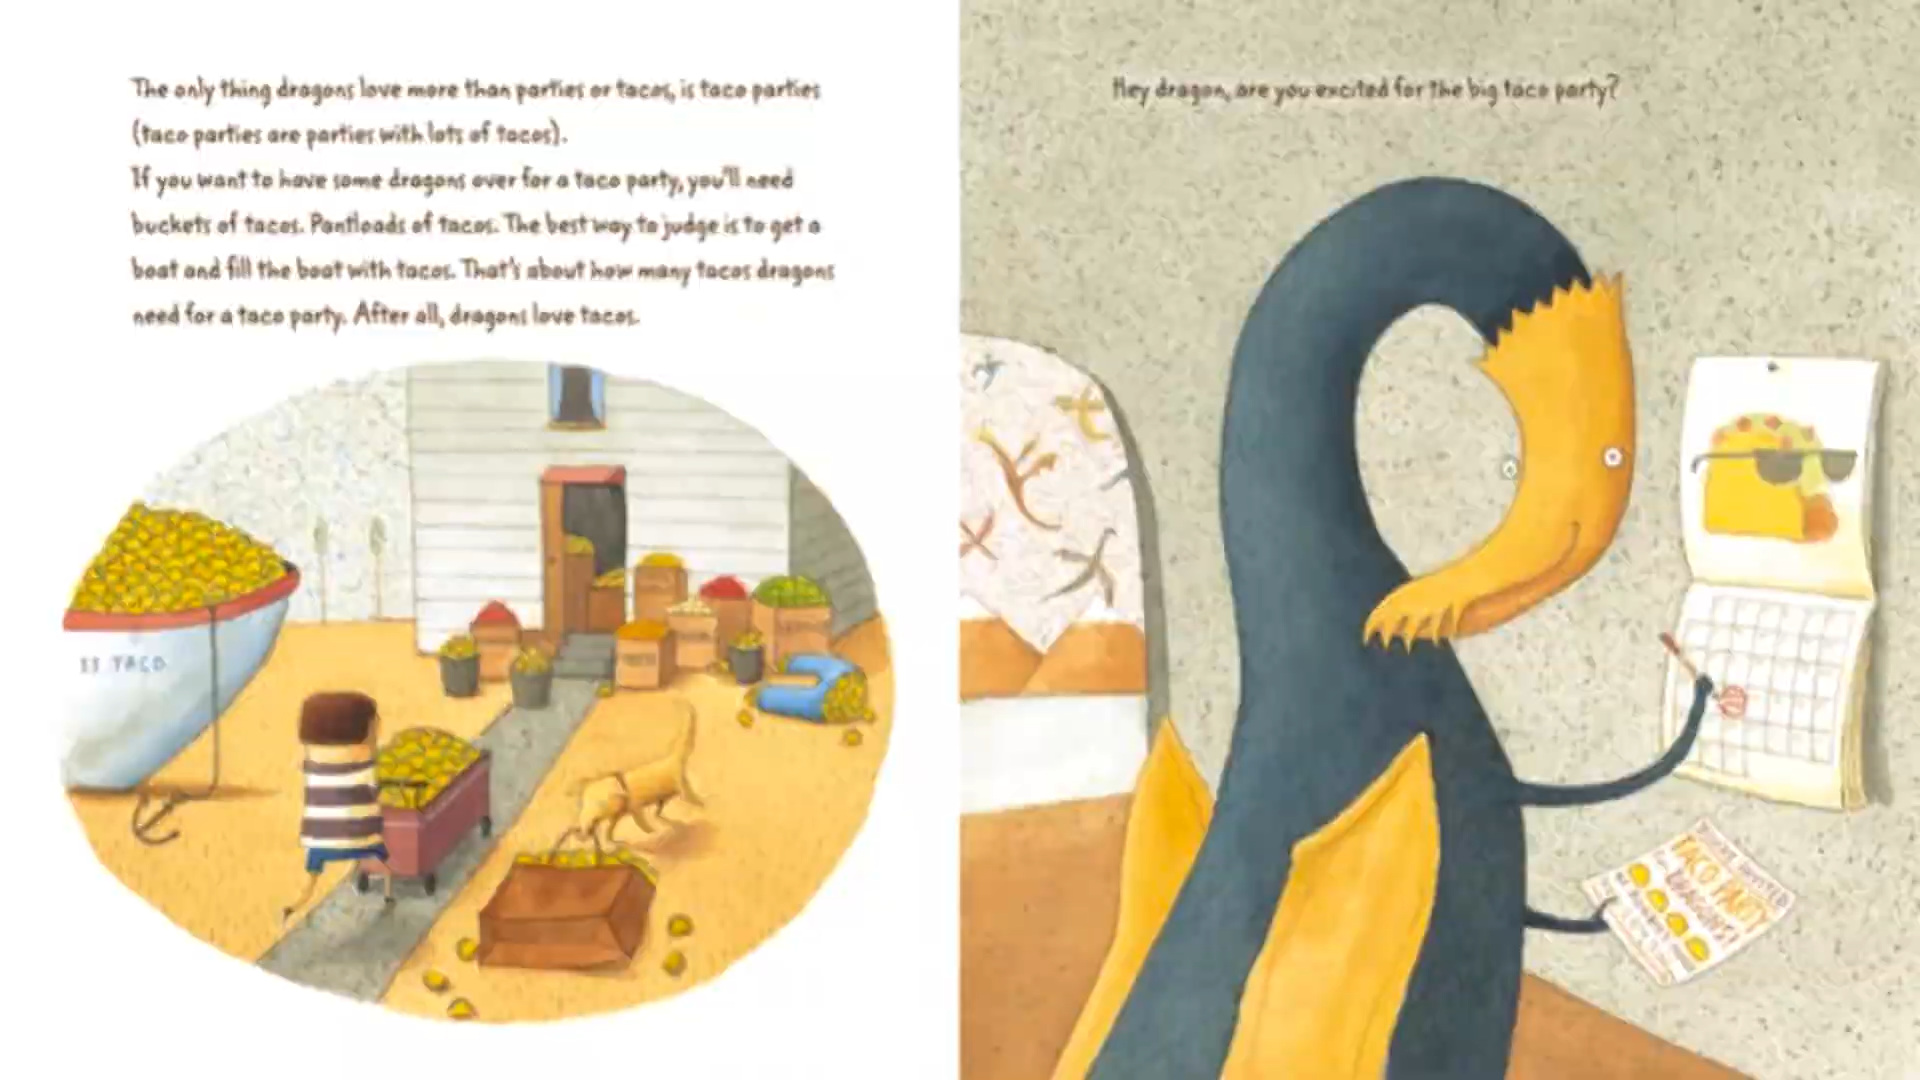 The only thing dragons love more than parties or tacos, is taco parties
(taco parties are parties with lots of tacos).
If you want to have some dragons over for a taco party, you'll need
buckets of tacos. Pantloads of tacos. The best way to judge is to get a
boat and fill the boat with tacos. That's about how many tacos dragons
need for a taco party. After all, dragons love tacos.
SS TACO
Hey dragon, are you excited for the big taco party?
TACO PARTY
DRAGONS!